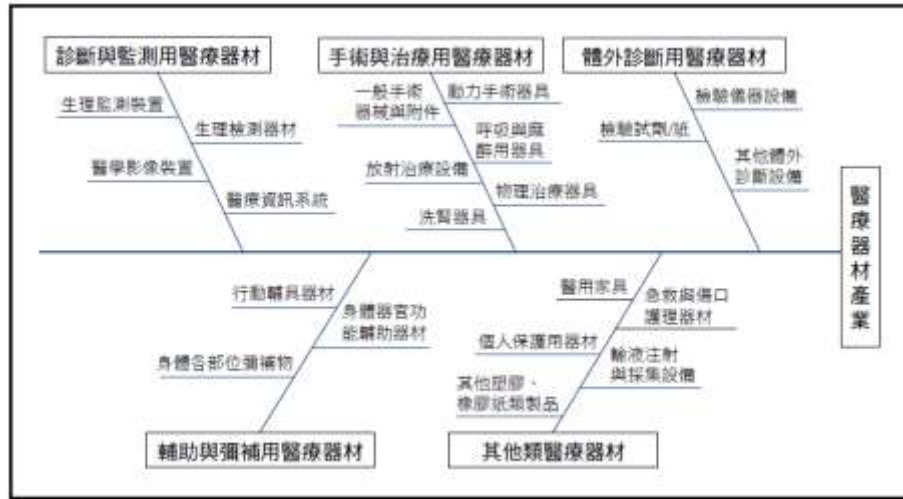 診斷與監測用醫療器材
生理監測裝置
生理檢測器材
醫學影像裝置
醫療資訊系統
手術與治療用醫療器材
一般手術
器械與附件
動力手術器具
呼吸與麻
醉用器具
放射治療設備
物理治療器具
洗腎器具
體外診斷用醫療器材
檢驗儀器設備
檢驗試劑/紙
其他體外
診斷設備
醫療器材產業
行動輔具器材
身體器官功
能輔助器材
身體各部位彌補物
輔助與彌補用醫療器材
醫用家具
急救與傷口
護理器材
個人保護用器材
輸液注射
與採集設備
其他塑膠、
橡膠紙類製品
其他類醫療器材